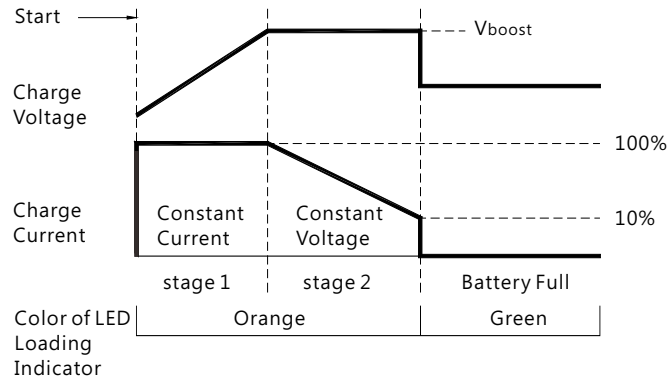 Start
Vboost
Charge
Voltage
100%
Charge
Current
Constant
Current
Constant
Voltage
10%
stage 1
stage 2
Battery Full
Color of LED
Loading
Indicator
Orange
Green